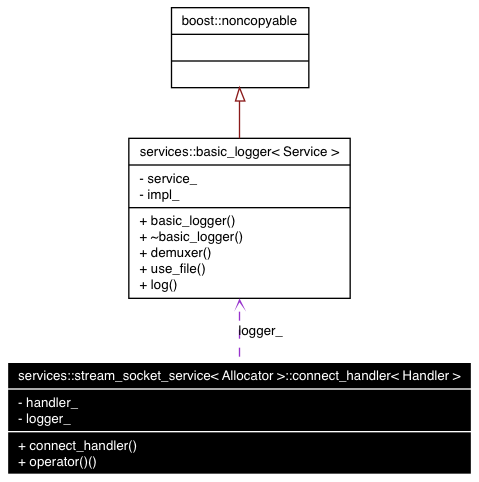 boost::noncopyable
services::basic_logger< Service >
- service_
- impl_
+ basic_logger()
+ ~basic_logger()
+ demuxer()
+ use_file()
+ log()
logger_
services::stream_socket_service< Allocator >::connect_handler< Handler >
- handler_
- logger_
+ connect_handler()
+ operator()()